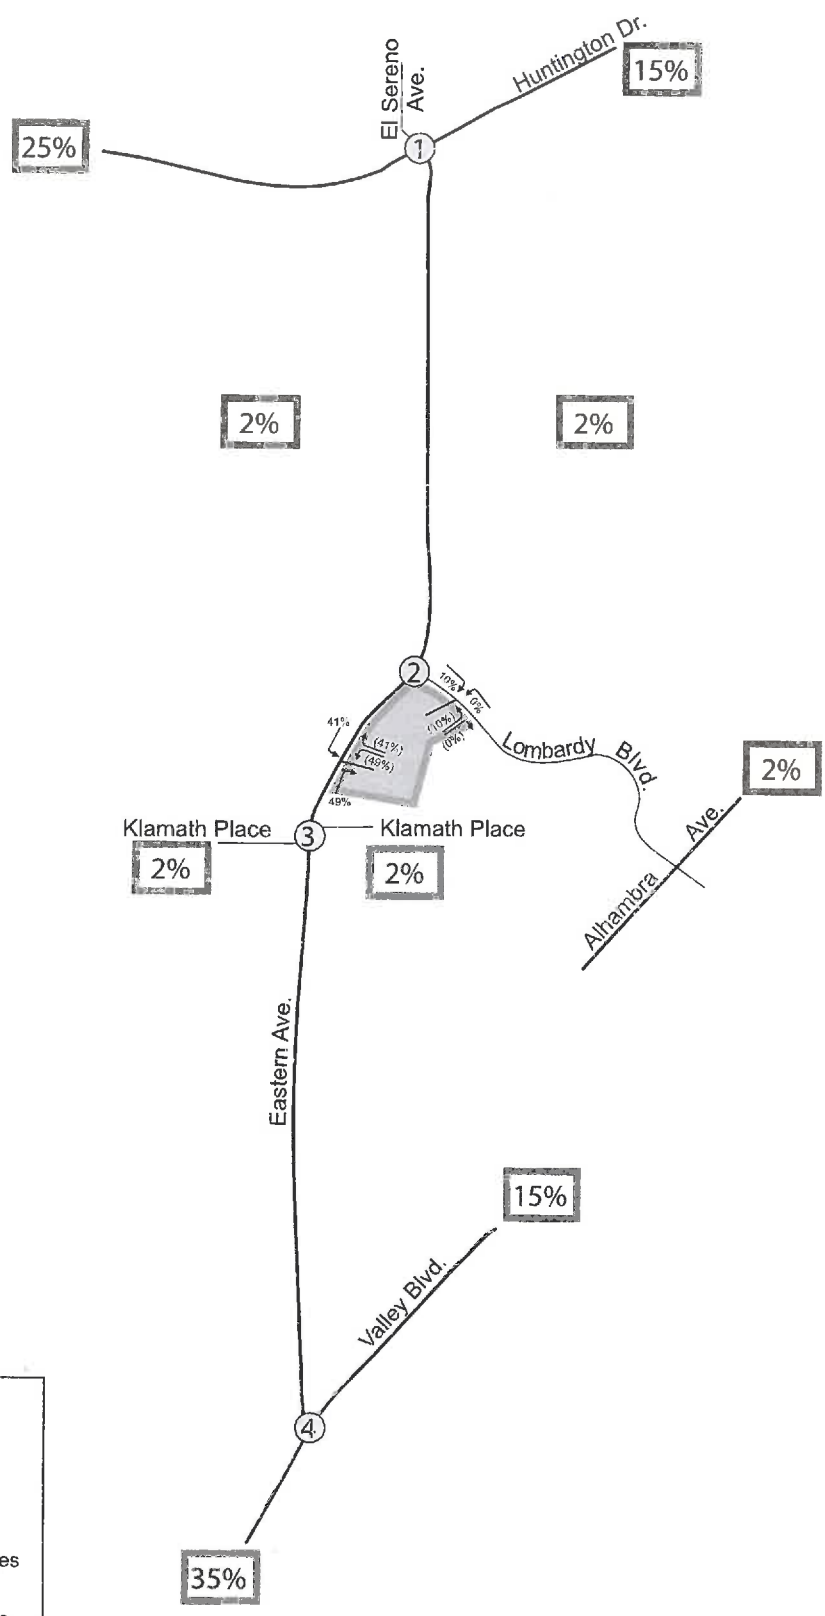 El Sereno
Ave.
Huntington Dr.
15%
25%
1
2%
2%
2
10%
0%
(10%)
(0%)
41%
(41%)
(49%)
49%
Lombardy Blvd.
2%
Klamath Place
3
Klamath Place
2%
2%
Alhambra Ave.
Eastern Ave.
15%
Valley Blvd.
4
es
35%